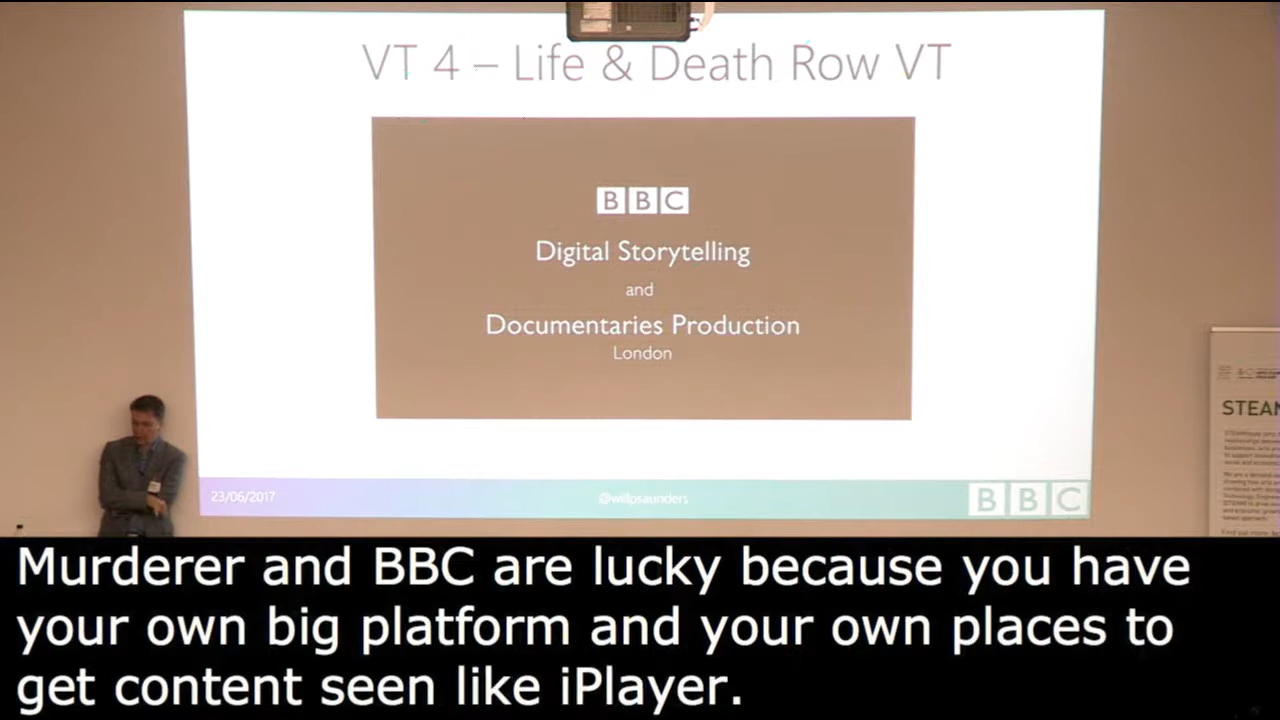 VT 4 – Life & Death Row VT
BBC
Digital Storytelling
and
Documentaries Production
London
23/06/2017
@willpsaunders
BBC
STEAM
Murderer and BBC are lucky because you have
your own big platform and your own places to
get content seen like iPlayer.